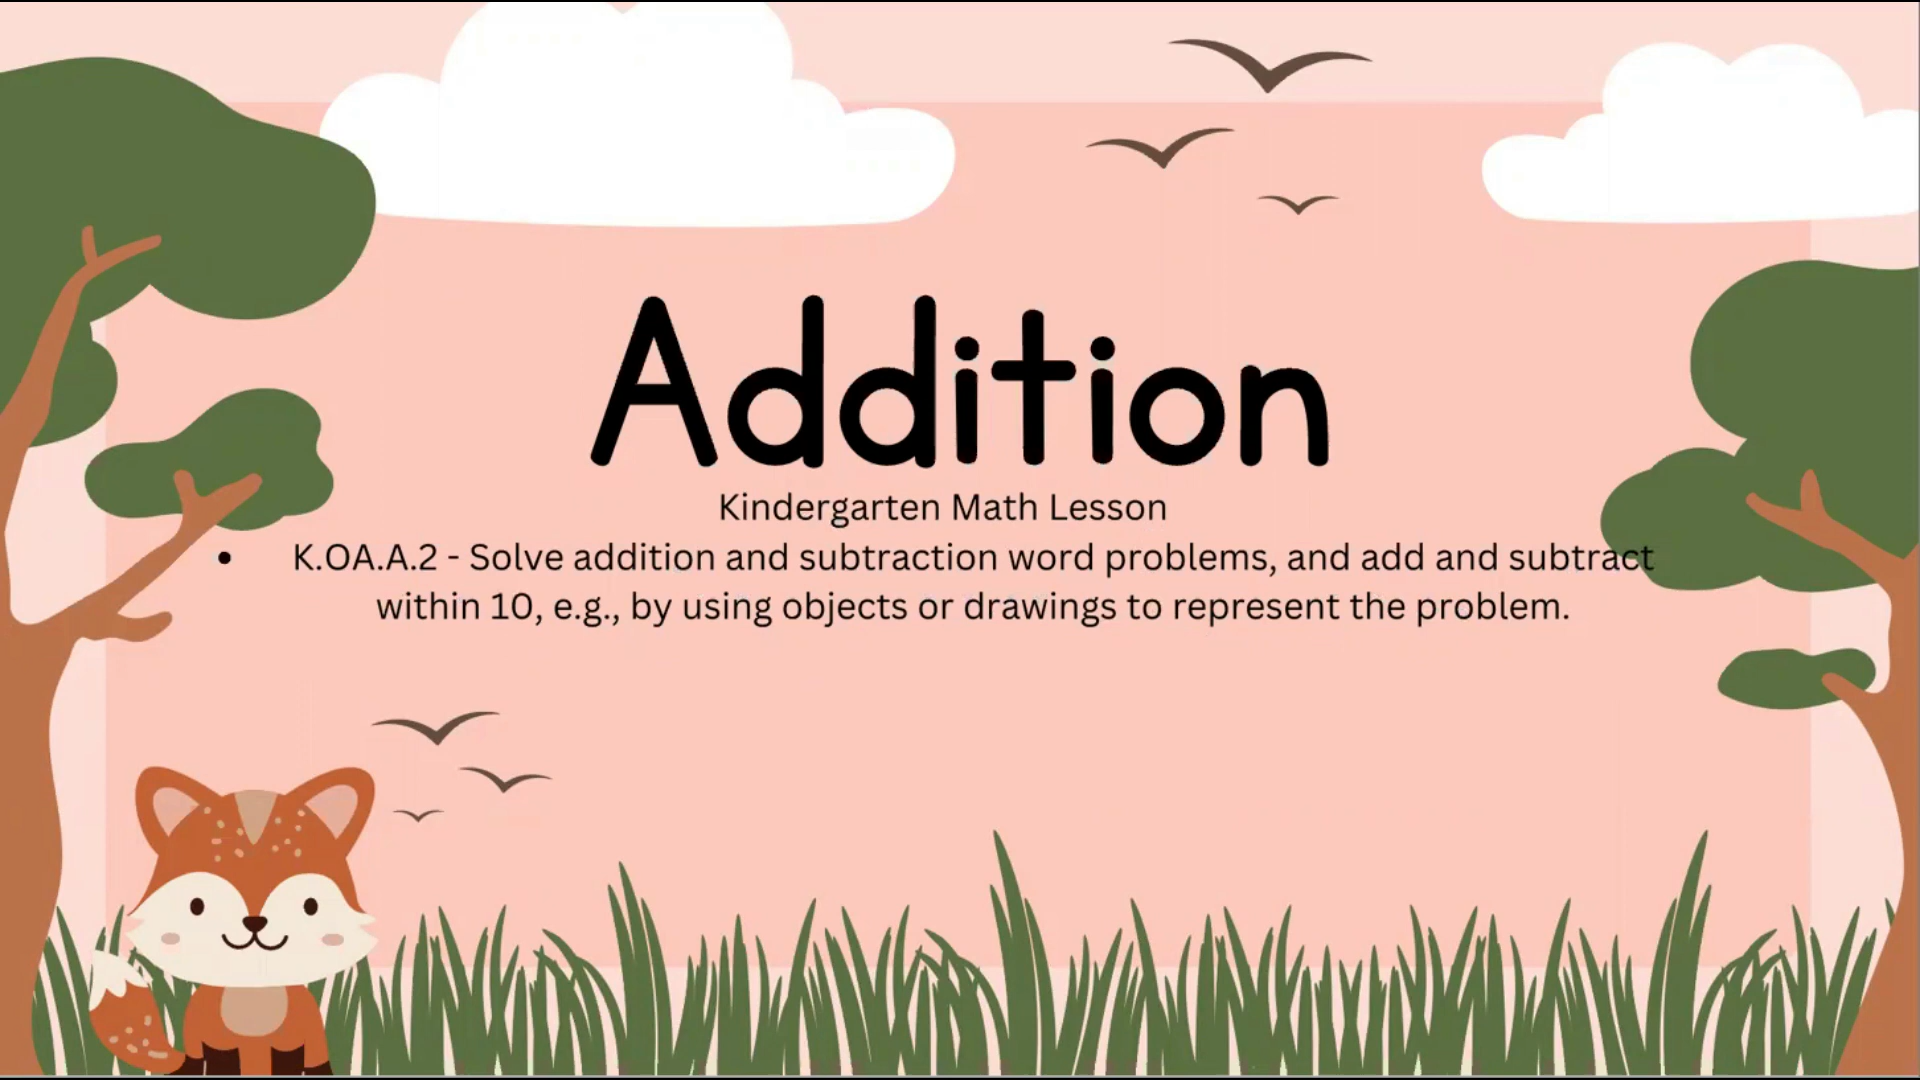 Addition
Kindergarten Math Lesson
• K.OA.A.2 - Solve addition and subtraction word problems, and add and subtract
within 10, e.g., by using objects or drawings to represent the problem.